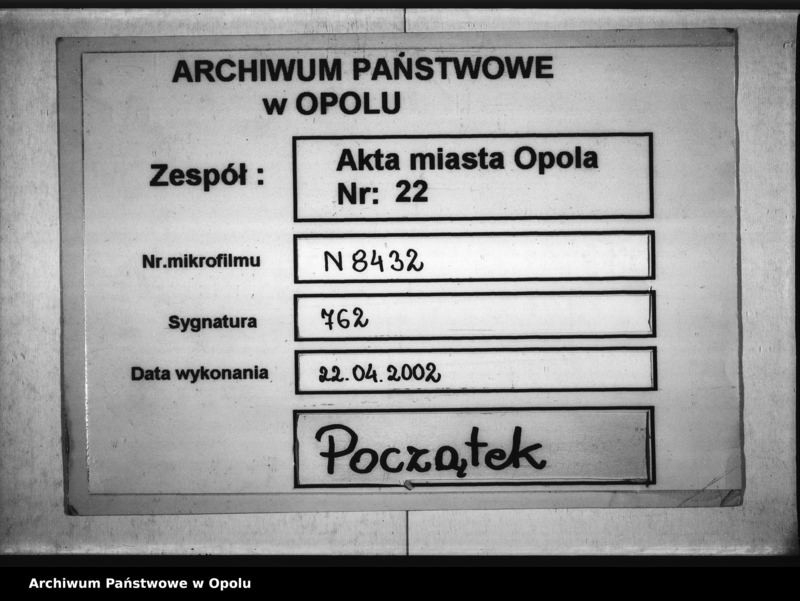 ARCHIWUM PAŃSTWOWE
w OPOLU
Zespół :
Akta miasta Opola
Nr: 22
Nr.mikrofilmu
N 8432
Sygnatura
762
Data wykonania
22.04.2002
Początek
Archiwum Państwowe w Opolu